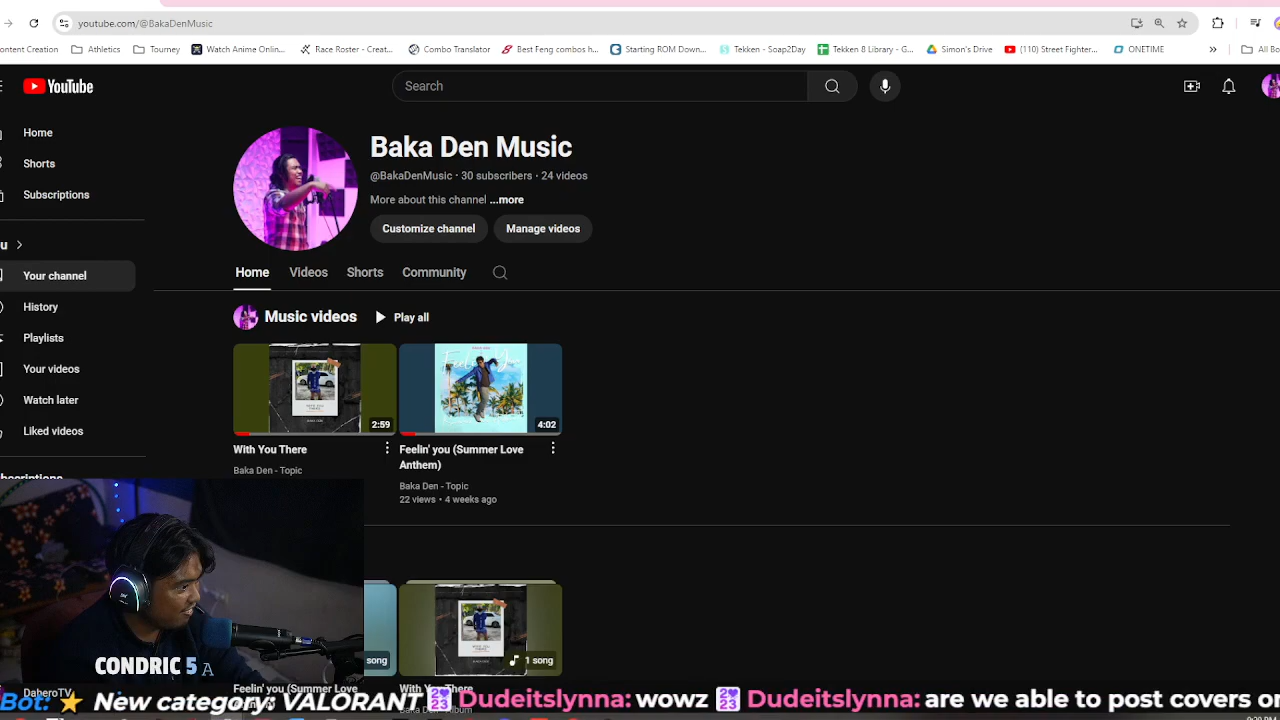 youtube.com/@BakaDenMusic
ontent Creation
Athletics
Tourney
Watch Anime Onlin...
Race Roster - Creat...
Combo Translator
Best Feng combos h...
Starting ROM Down...
Tekken - Soap2Day
Tekken 8 Library - G...
Simon's Drive
(110) Street Fighter...
ONETIME
»
All B
YouTube
Search
Home
Shorts
Subscriptions
u >
Your channel
History
Playlists
Your videos
Watch later
Liked videos
Baka Den Music
@BakaDenMusic · 30 subscribers · 24 videos
More about this channel ...more
Customize channel
Manage videos
Home
Videos
Shorts
Community
Music videos
Play all
2:59
4:02
With You There
Baka Den - Topic
Feelin' you (Summer Love
Anthem)
Baka Den - Topic
22 views · 4 weeks ago
song
1 song
CONDRIC 5 A
DaheroTV
Feelin' you (Summer Love
Bot: ⭐ New category: VALORANT Dudeitslynna: wowz Dudeitslynna: are we able to post covers or